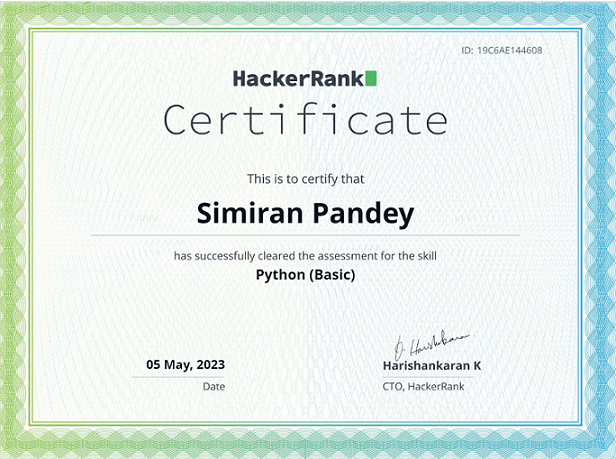 ID: 19C6AE144608
HackerRank
Certificate
This is to certify that
Simiran Pandey
has successfully cleared the assessment for the skill
Python (Basic)
05 May, 2023
Date
Harishankaran K
CTO, HackerRank